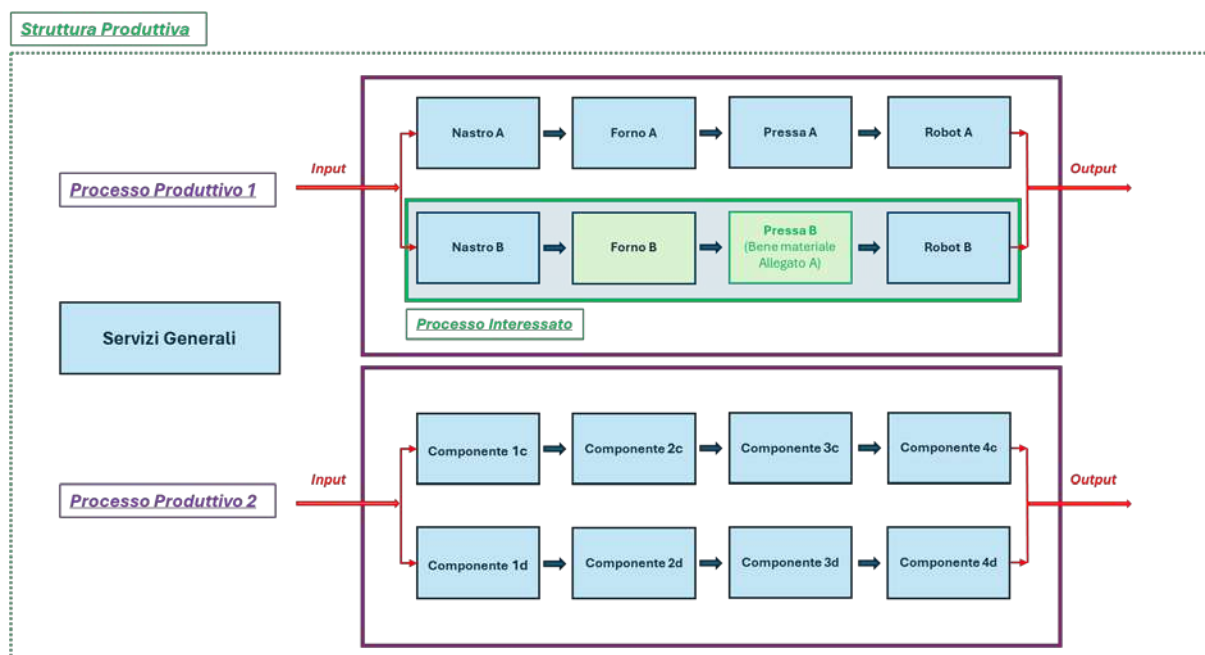 Struttura Produttiva
Nastro A
Forno A
Pressa A
Robot A
Input
Output
Processo Produttivo 1
Nastro B
Forno B
Pressa B
(Bene materiale
Allegato A)
Robot B
Processo Interessato
Servizi Generali
Componente 1c
Componente 2c
Componente 3c
Componente 4c
Input
Output
Processo Produttivo 2
Componente 1d
Componente 2d
Componente 3d
Componente 4d